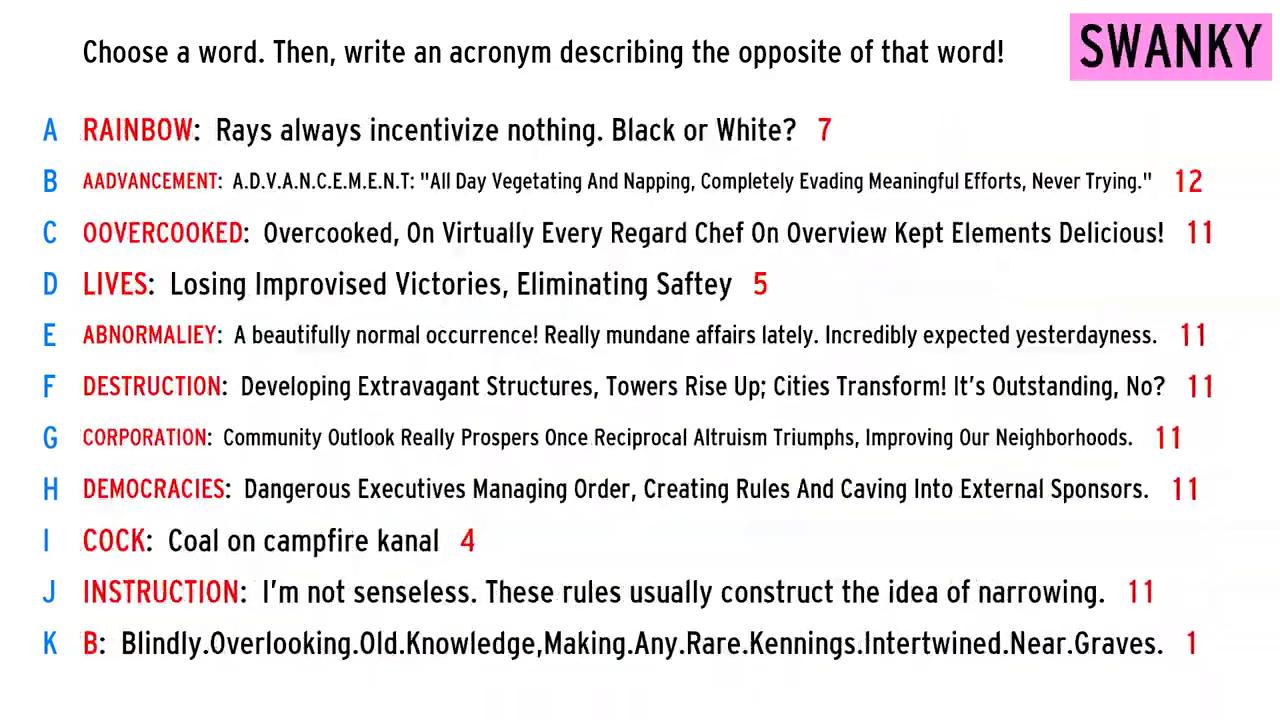 Choose a word. Then, write an acronym describing the opposite of that word!
SWANKY
A RAINBOW: Rays always incentivize nothing. Black or White? 7
B AADVANCEMENT: A.D.V.A.N.C.E.M.E.N.T: "All Day Vegetating And Napping, Completely Evading Meaningful Efforts, Never Trying." 12
C OOVERCOOKED: Overcooked, On Virtually Every Regard Chef On Overview Kept Elements Delicious! 11
D LIVES: Losing Improvised Victories, Eliminating Saftey 5
E ABNORMALIEY: A beautifully normal occurrence! Really mundane affairs lately. Incredibly expected yesterdayness. 11
F DESTRUCTION: Developing Extravagant Structures, Towers Rise Up; Cities Transform! It's Outstanding, No? 11
G CORPORATION: Community Outlook Really Prospers Once Reciprocal Altruism Triumphs, Improving Our Neighborhoods. 11
H DEMOCRACIES: Dangerous Executives Managing Order, Creating Rules And Caving Into External Sponsors. 11
I COCK: Coal on campfire kanal 4
J INSTRUCTION: I'm not senseless. These rules usually construct the idea of narrowing. 11
K B: Blindly.Overlooking.Old.Knowledge,Making.Any.Rare.Kennings.Intertwined.Near.Graves. 1